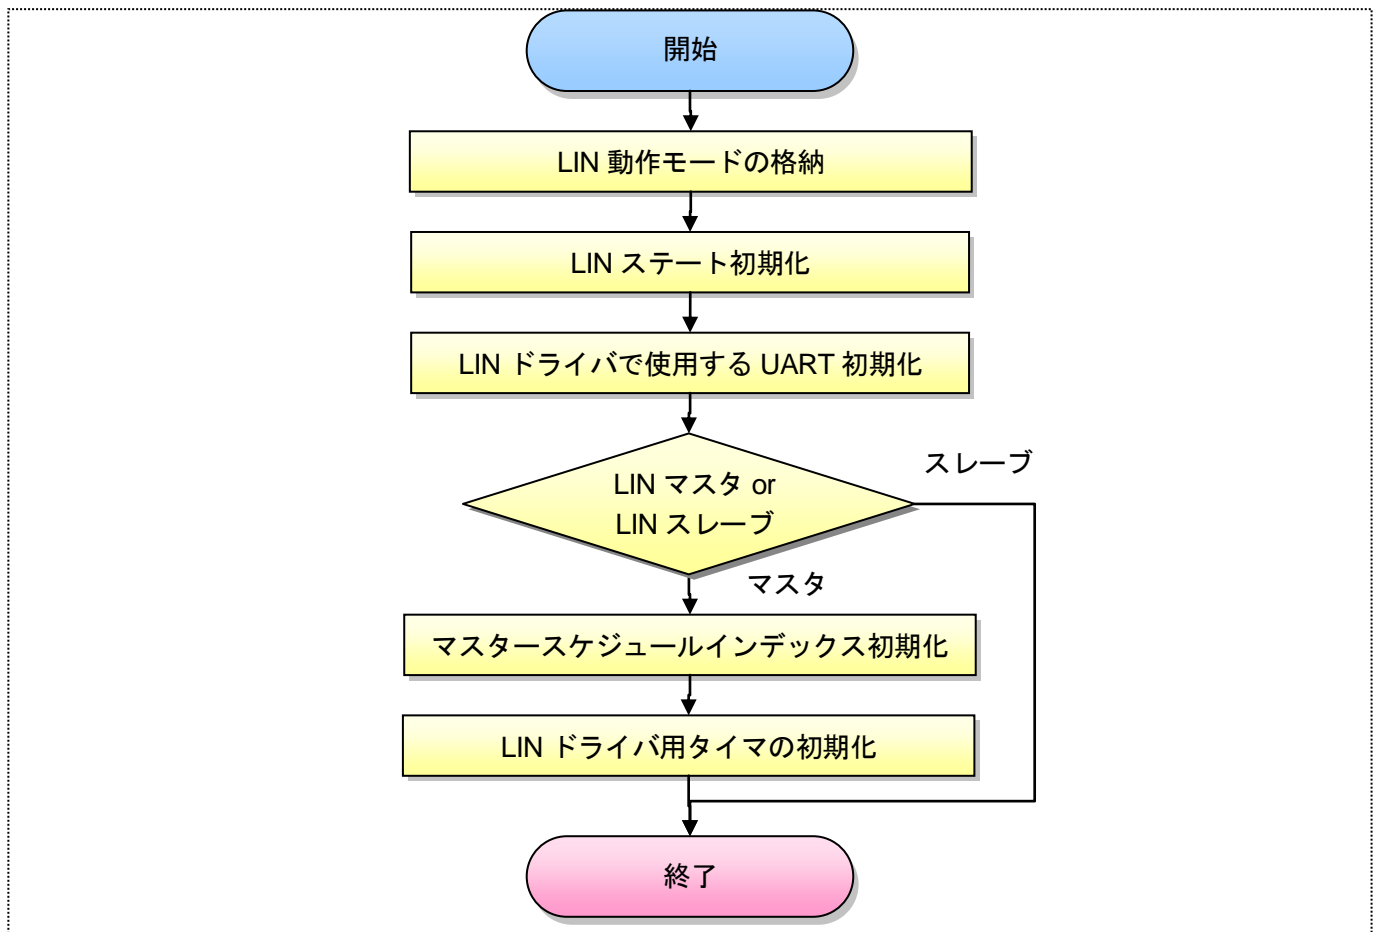 開始
LIN 動作モードの格納
LIN ステート初期化
LIN ドライバで使用する UART 初期化
LIN マスタ or
LIN スレーブ
スレーブ
マスタ
マスタースケジュールインデックス初期化
LIN ドライバ用タイマの初期化
終了